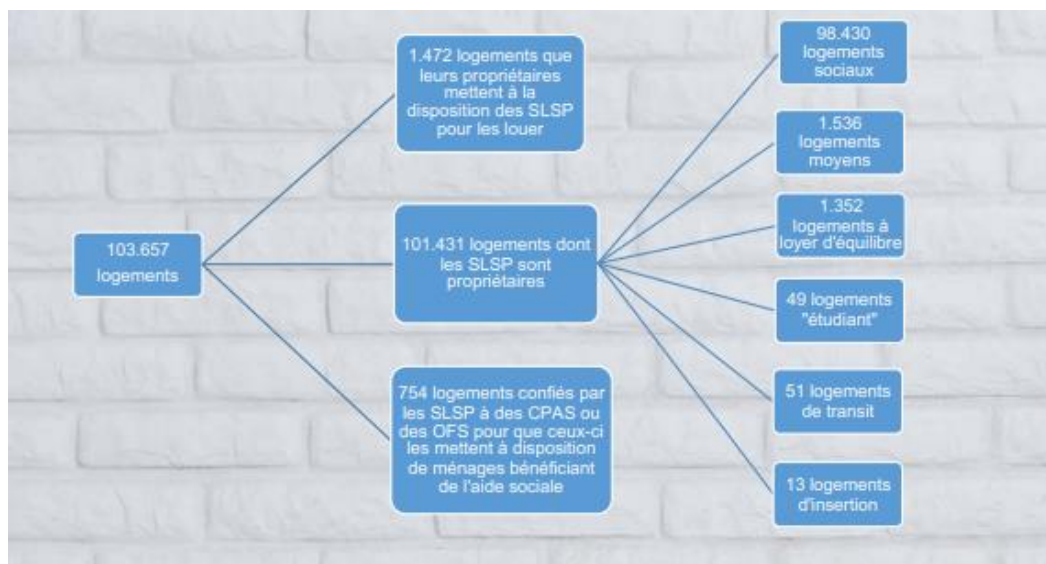 103.657
logements
1.472 logements que
leurs propriétaires
mettent à la
disposition des SLSP
pour les louer
101.431 logements dont
les SLSP sont
propriétaires
754 logements confiés par
les SLSP à des CPAS ou
des OFS pour que ceux-ci
les mettent à disposition
de ménages bénéficiant
de l'aide sociale
98.430
logements
sociaux
1.536
logements
moyens
1.352
logements à
loyer d'équilibre
49 logements
"étudiant"
51 logements
de transit
13 logements
d'insertion